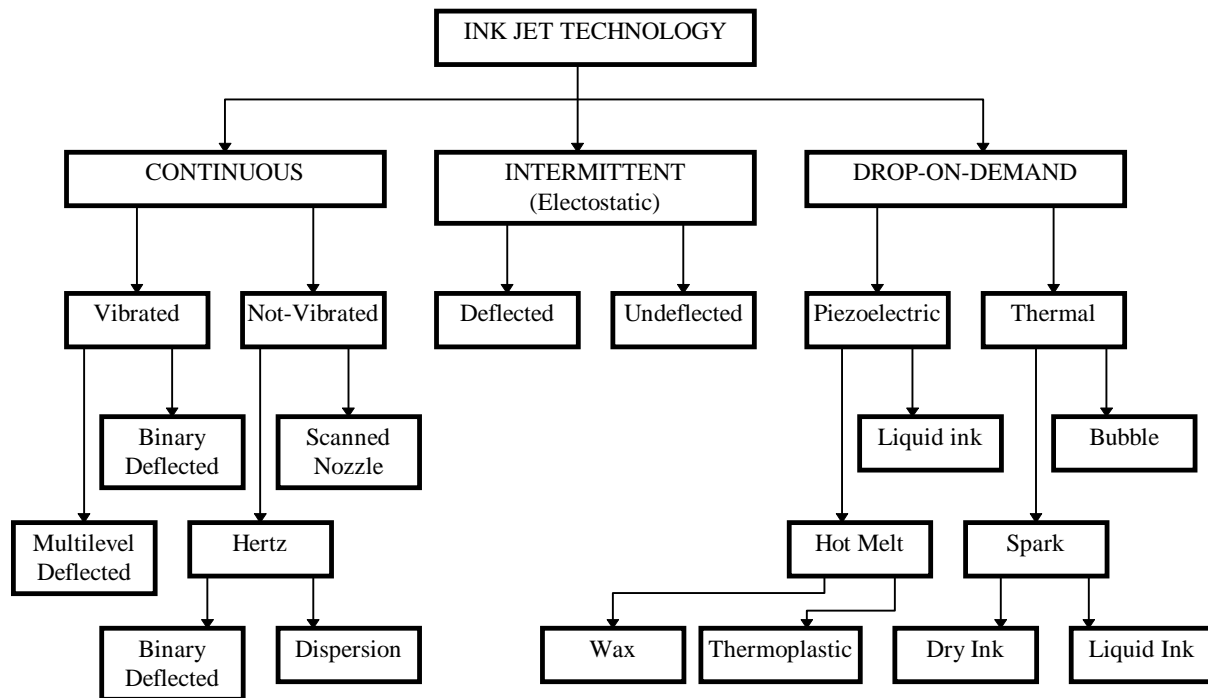 INK JET TECHNOLOGY
CONTINUOUS
INTERMITTENT
(Electostatic)
DROP-ON-DEMAND
Vibrated
Not-Vibrated
Deflected
Undeflected
Piezoelectric
Thermal
Binary
Deflected
Scanned
Nozzle
Liquid ink
Bubble
Multilevel
Deflected
Hertz
Hot Melt
Spark
Binary
Deflected
Dispersion
Wax
Thermoplastic
Dry Ink
Liquid Ink